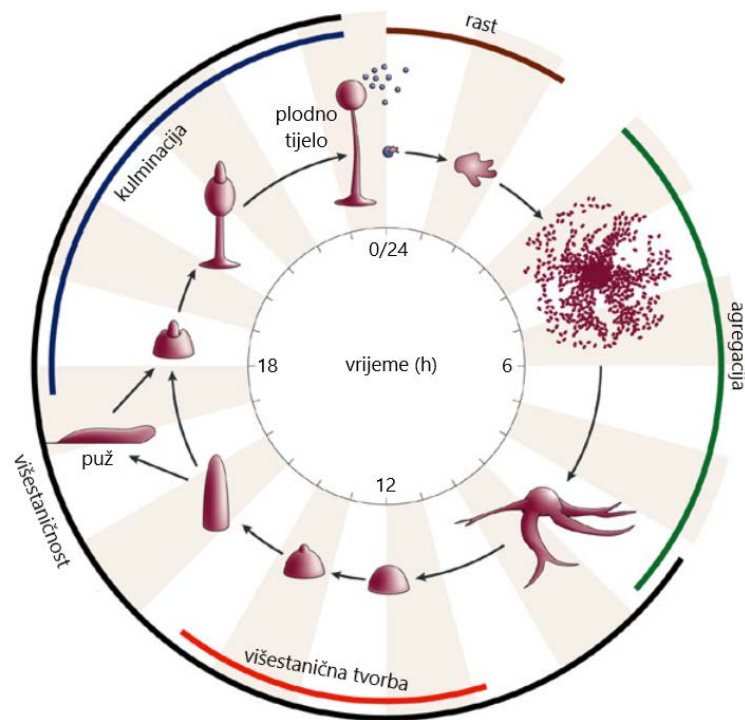 rast
plodno
tijelo
kulminacija
0/24
agregacija
18
vrijeme (h)
6
puž
višestaničnost
12
višestanična tvorba